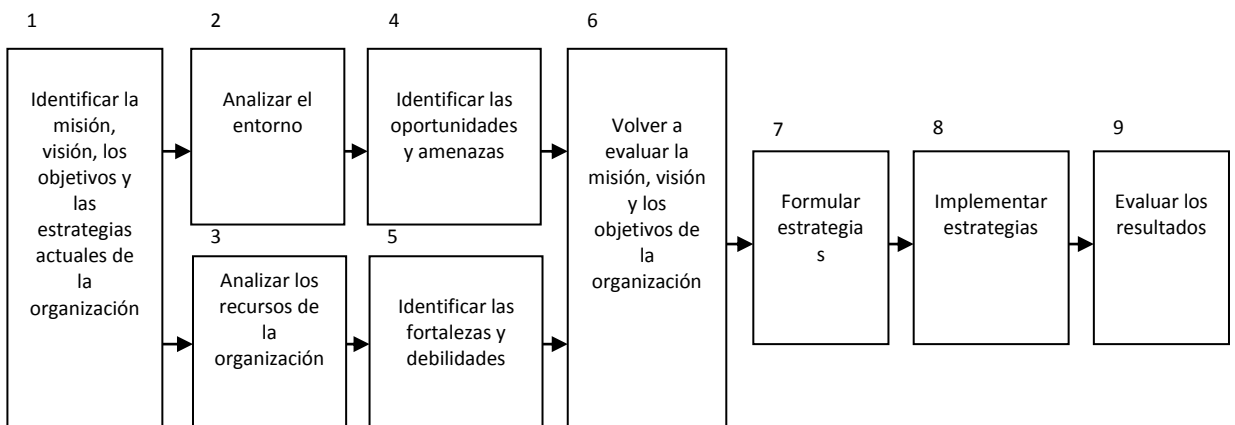 1
Identificar la
misión,
visión, los
objetivos y
las
estrategias
actuales de
la
organización
2
Analizar el
entorno
3
Analizar los
recursos de
la
organización
4
Identificar las
oportunidades
y amenazas
5
Identificar las
fortalezas y
debilidades
6
Volver a
evaluar la
misión, visión
y los
objetivos de
la
organización
7
Formular
estrategia
s
8
Implementar
estrategias
9
Evaluar los
resultados